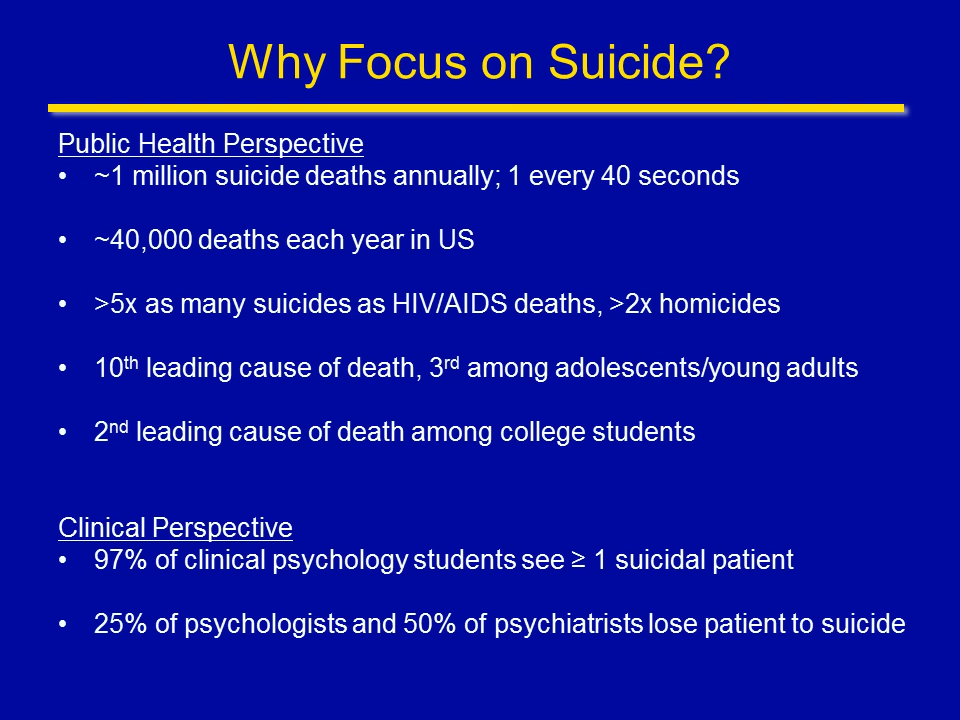 Why Focus on Suicide?
Public Health Perspective
• ~1 million suicide deaths annually; 1 every 40 seconds
• ~40,000 deaths each year in US
• >5x as many suicides as HIV/AIDS deaths, >2x homicides
• 10th leading cause of death, 3rd among adolescents/young adults
• 2nd leading cause of death among college students
Clinical Perspective
• 97% of clinical psychology students see ≥ 1 suicidal patient
• 25% of psychologists and 50% of psychiatrists lose patient to suicide